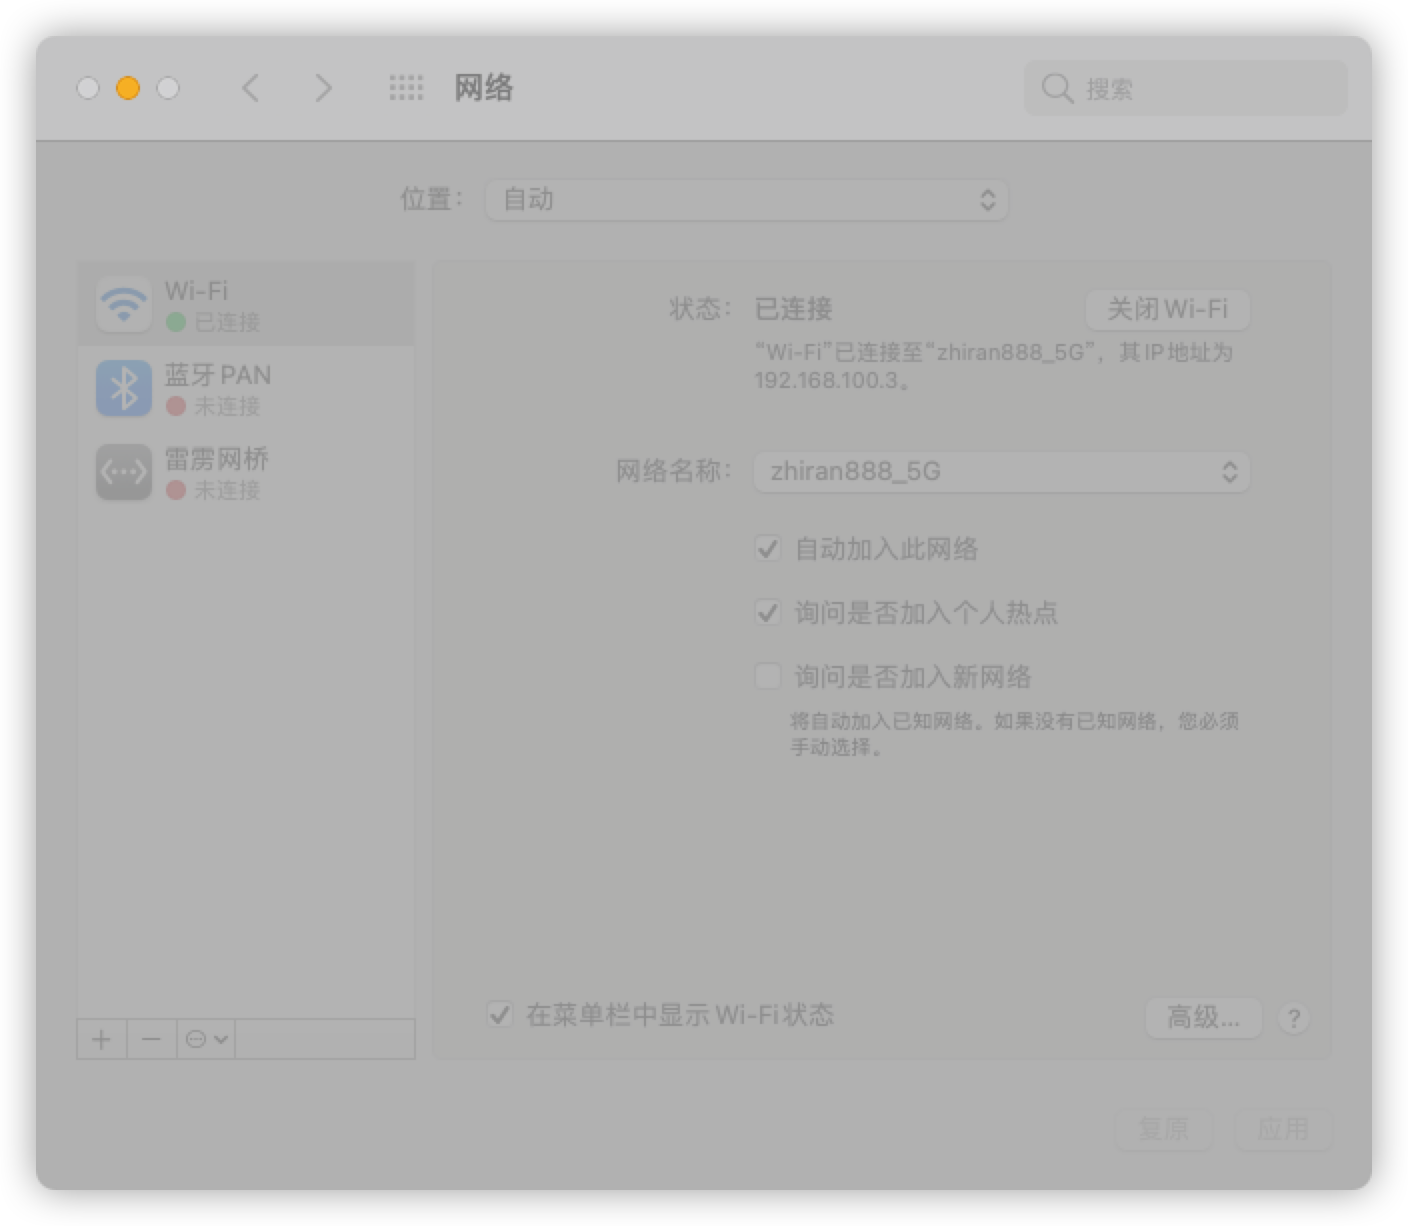 网络
搜索
位置：
自动
Wi-Fi
已连接
蓝牙 PAN
未连接
雷雳网桥
未连接
状态：
已连接
关闭 Wi-Fi
“Wi-Fi”已连接至“zhiran888_5G”，其 IP 地址为
192.168.100.3。
网络名称：
zhiran888_5G
自动加入此网络
询问是否加入个人热点
询问是否加入新网络
将自动加入已知网络。如果没有已知网络，您必须
手动选择。
在菜单栏中显示 Wi-Fi 状态
高级...
?
复原
应用